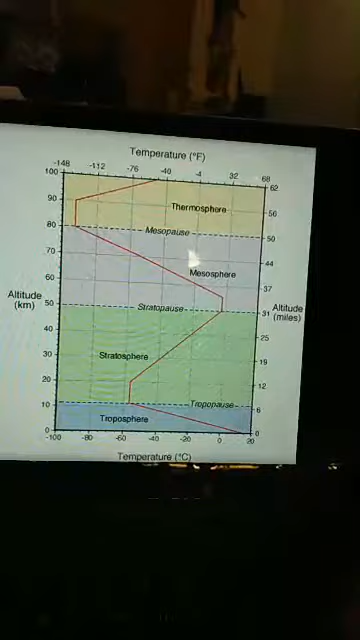 Temperature (°F)
-148 -112 -76 -40 -4 32 68
100 62
90 Thermosphere 56
80 Mesopause 50
70 44
60 Mesosphere 37
Altitude (km) 50 Stratopause 31 Altitude (miles)
40 25
30 Stratosphere 19
20 12
10 Tropopause 6
Troposphere
0 0
-100 -80 -60 -40 -20 0 20
Temperature (°C)